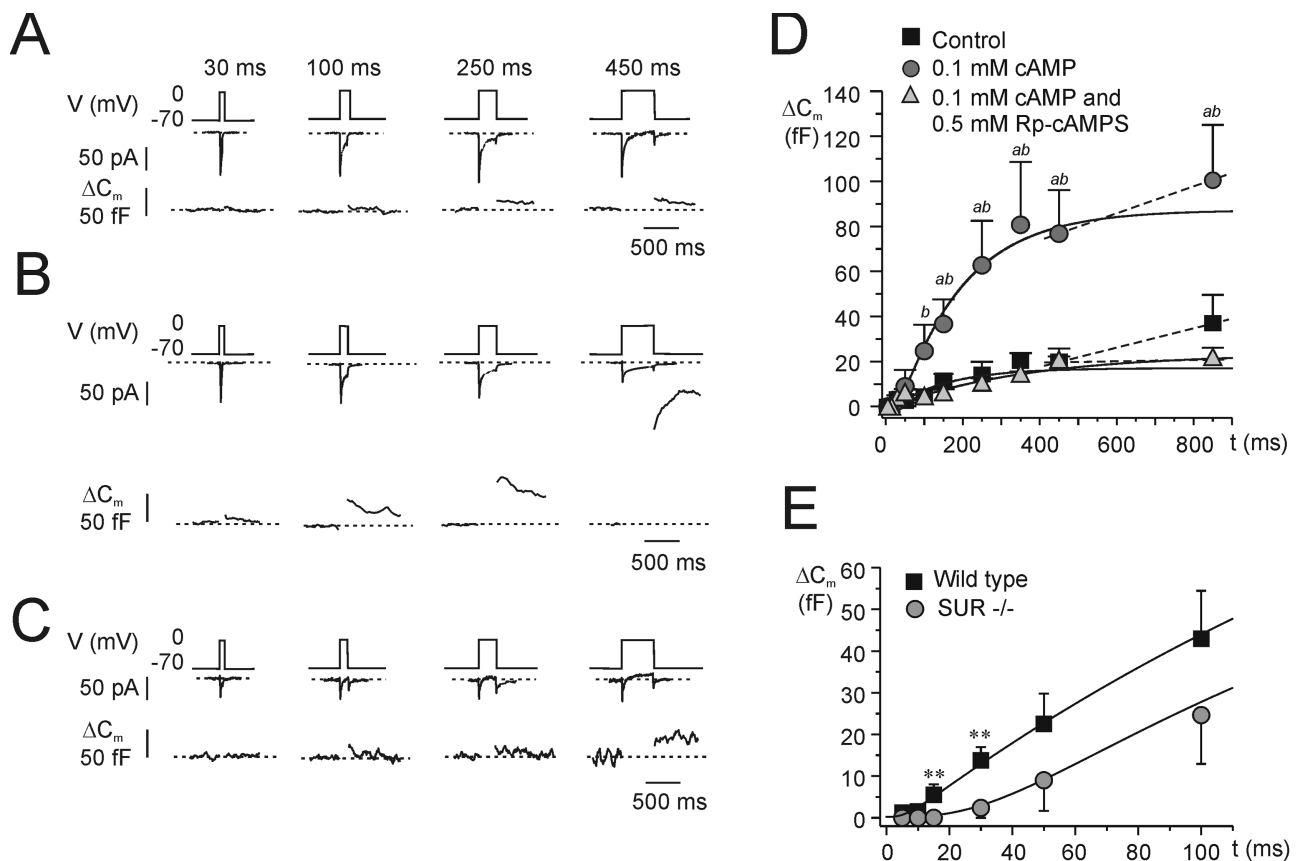 A
30 ms 100 ms 250 ms 450 ms
V (mV) 0
-70
50 pA
ΔCm
50 fF
500 ms
B
V (mV) 0
-70
50 pA
ΔCm
50 fF
500 ms
C
V (mV) 0
-70
50 pA
ΔCm
50 fF
500 ms
D
Control
0.1 mM cAMP
0.1 mM cAMP and
0.5 mM Rp-cAMPS
ΔCm
(fF)
140
120
100
80
60
40
20
0
b ab ab ab ab ab
0 200 400 600 800 t (ms)
E
Wild type
SUR -/-
ΔCm
(fF)
60
50
40
30
20
10
0
** **
0 20 40 60 80 100 t (ms)